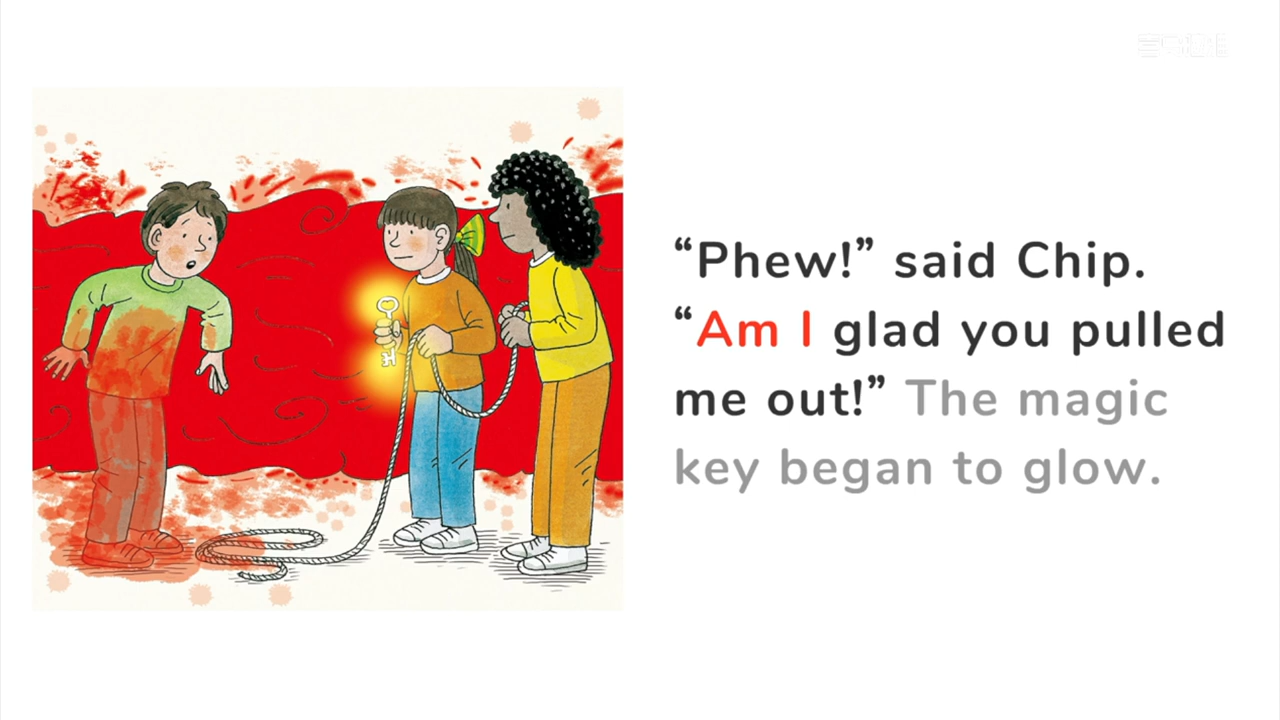 “Phew!” said Chip.
“Am I glad you pulled
me out!” The magic
key began to glow.